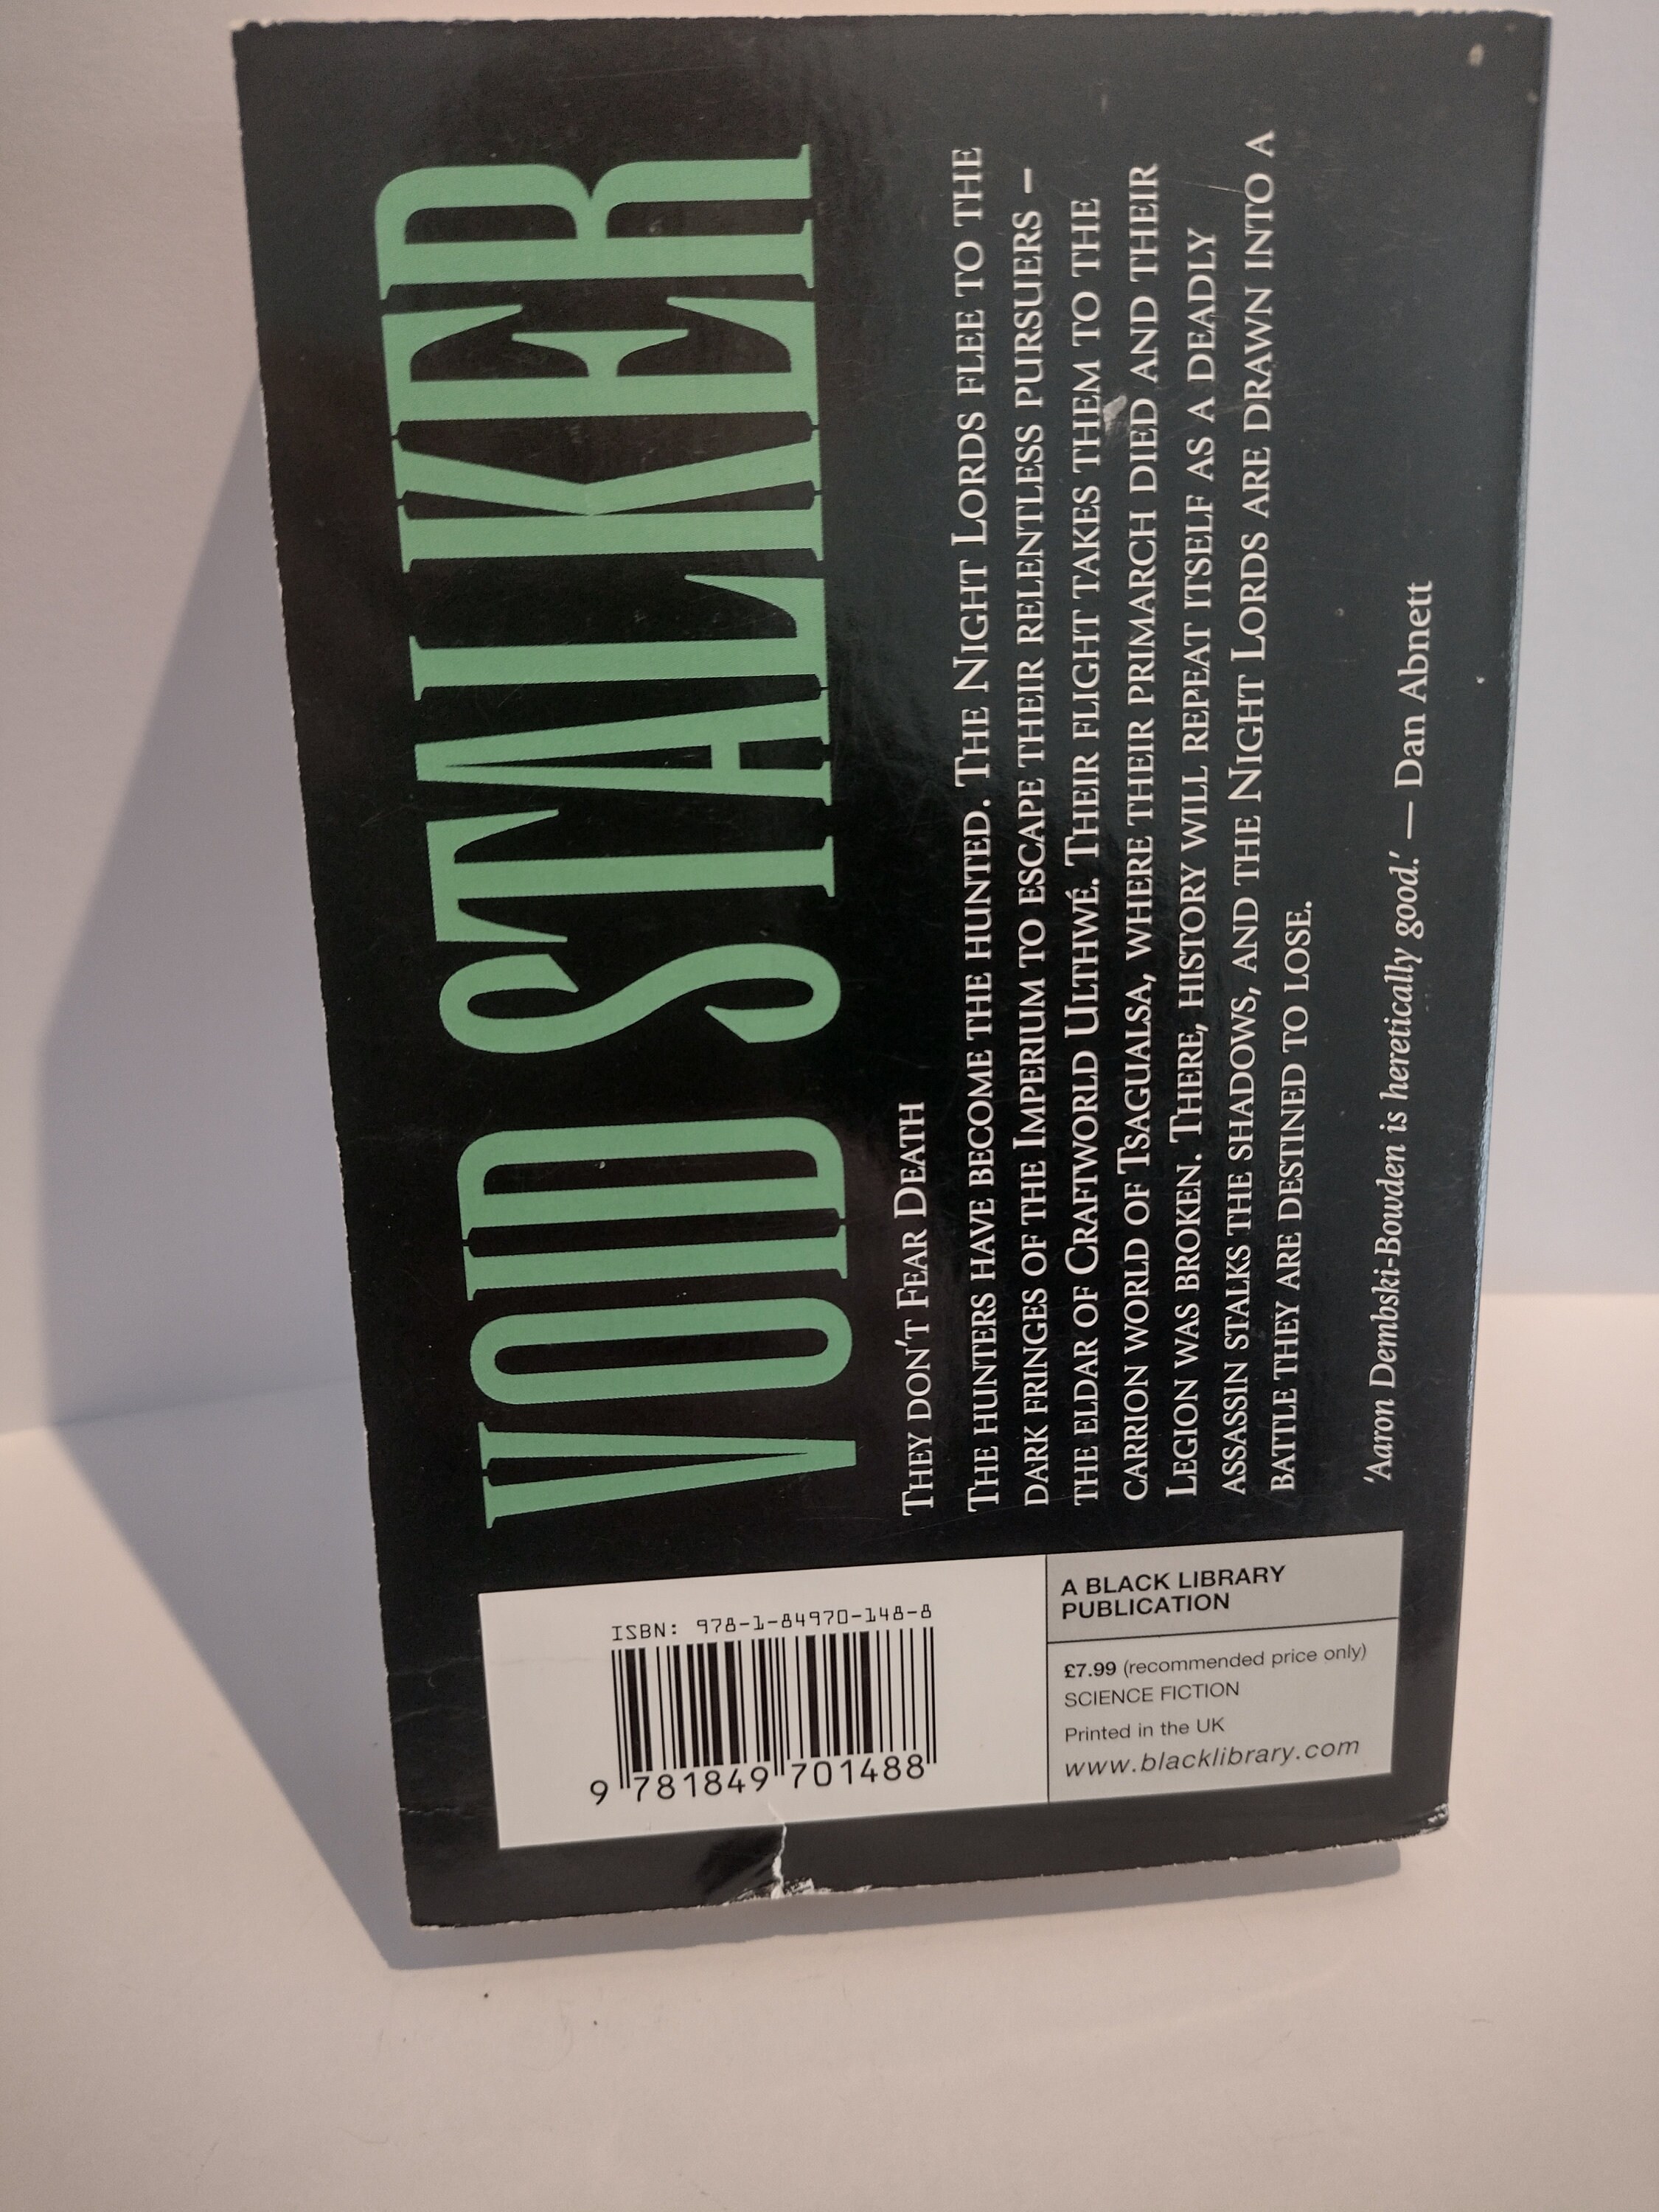 VOID STALKER
THEY DON'T FEAR DEATH
THE HUNTERS HAVE BECOME THE HUNTED. THE NIGHT LORDS FLEE TO THE
DARK FRINGES OF THE IMPERIUM TO ESCAPE THEIR RELENTLESS PURSUERS –
THE ELDAR OF CRAFTWORLD ULTHWÉ. THEIR FLIGHT TAKES THEM TO THE
CARRION WORLD OF TSAGUALSA, WHERE THEIR PRIMARCH DIED AND THEIR
LEGION WAS BROKEN. THERE, HISTORY WILL REPEAT ITSELF AS A DEADLY
ASSASSIN STALKS THE SHADOWS, AND THE NIGHT LORDS ARE DRAWN INTO A
BATTLE THEY ARE DESTINED TO LOSE.
'Aaron Dembski-Bowden is heretically good.' — Dan Abnett
ISBN: 978-1-84970-148-8
9 781849 701488
A BLACK LIBRARY
PUBLICATION
£7.99 (recommended price only)
SCIENCE FICTION
Printed in the UK
www.blacklibrary.com